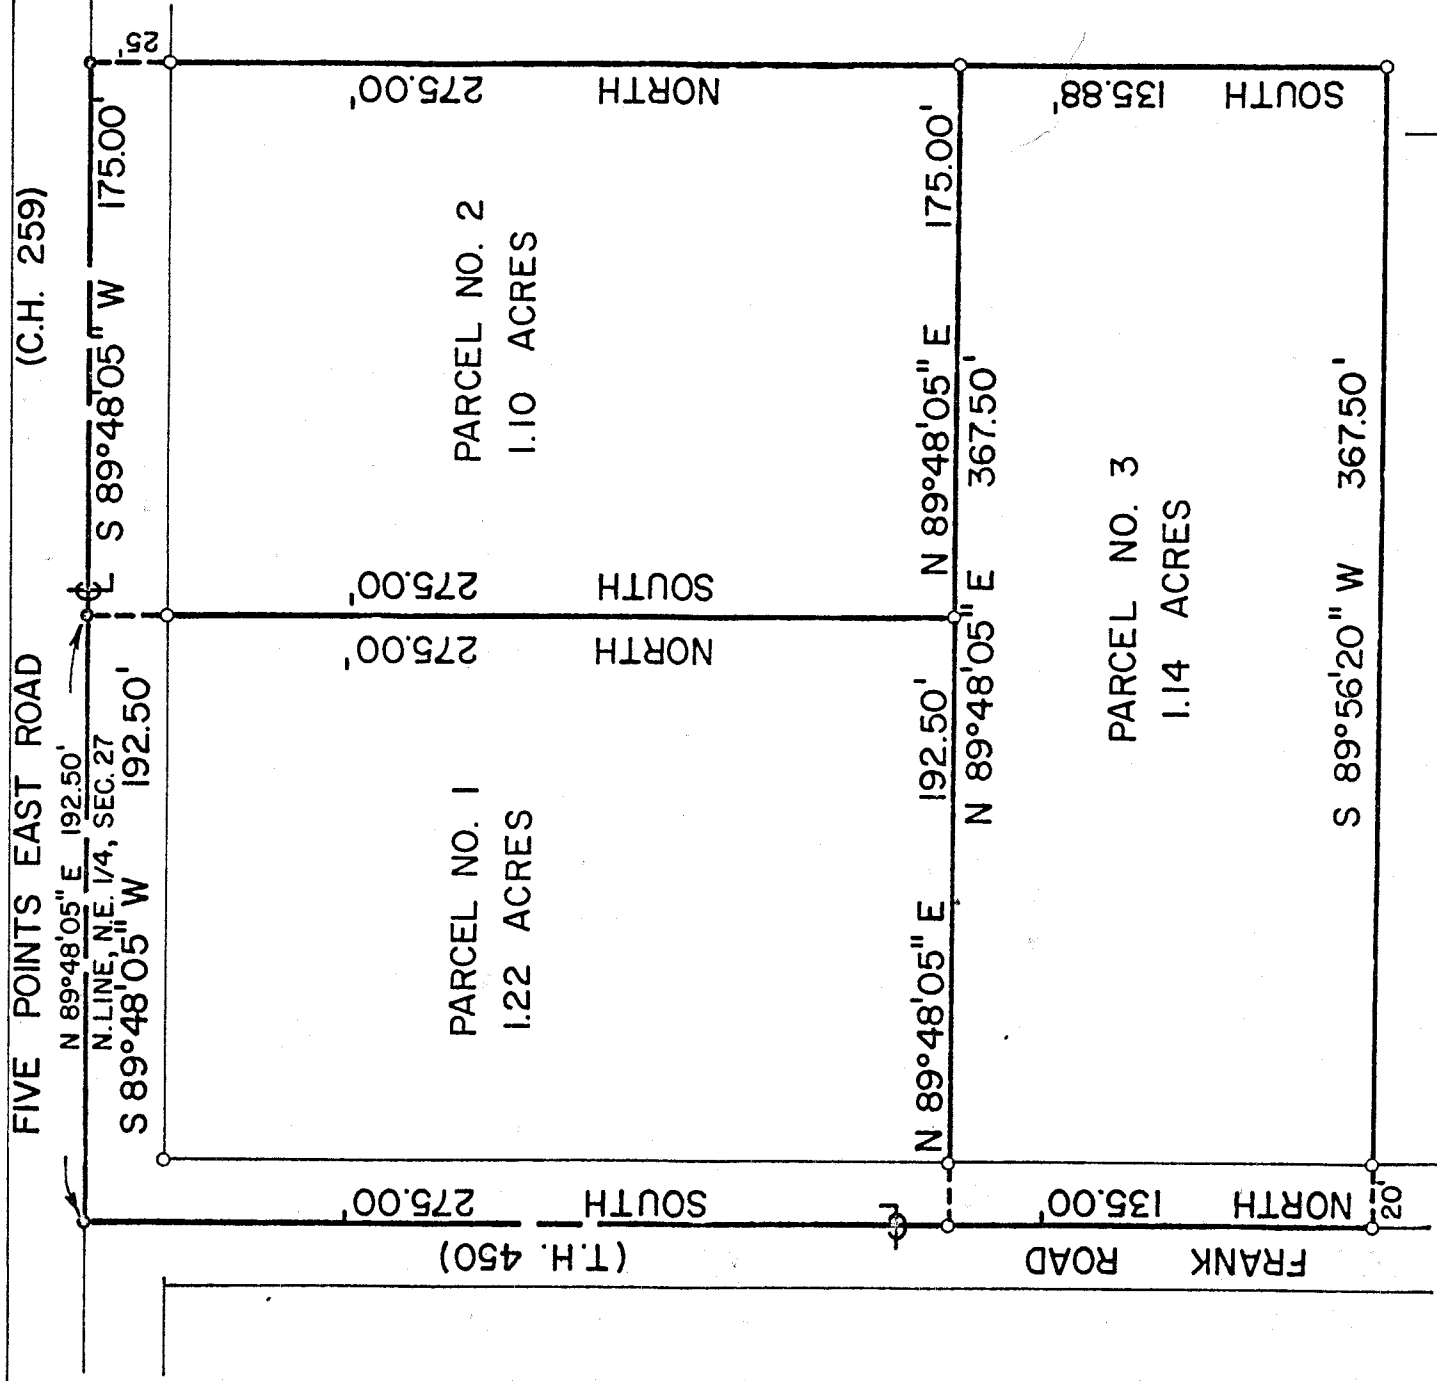 FIVE POINTS EAST ROAD (C.H. 259)
N 89°48'05" E 192.50'
N. LINE, N.E. 1/4, SEC. 27
S 89°48'05" W 192.50'
S 89°48'05" W 175.00'
25'
SOUTH 275.00'
(T.H. 450)
NORTH 275.00'
SOUTH 275.00'
NORTH 275.00'
PARCEL NO. 1
1.22 ACRES
PARCEL NO. 2
1.10 ACRES
N 89°48'05" E 192.50'
N 89°48'05" E 175.00'
N 89°48'05" E 367.50'
FRANK ROAD
NORTH 135.00'
SOUTH 135.88'
PARCEL NO. 3
1.14 ACRES
S 89°56'20" W 367.50'
20'